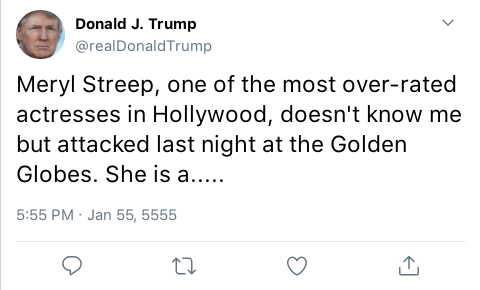 Donald J. Trump
@realDonaldTrump
Meryl Streep, one of the most over-rated
actresses in Hollywood, doesn't know me
but attacked last night at the Golden
Globes. She is a.....
5:55 PM · Jan 55, 5555